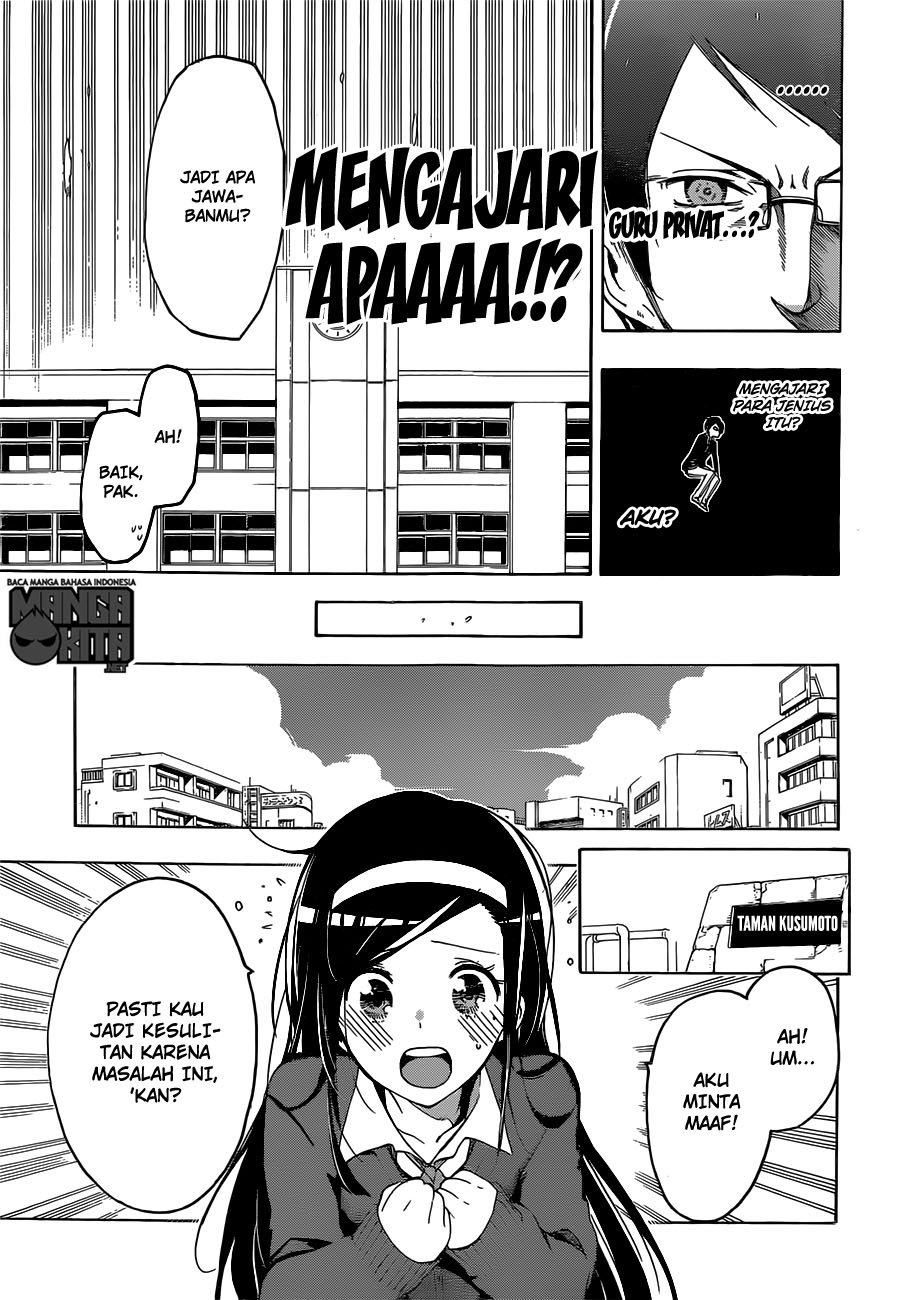 OOOOOO
GURU PRIVAT...?
MENGAJARI
PARA JENIUS
ITU?
AKU?
MENGAJARI
APAAAA!!?
JADI APA
JAWA-
BANMU?
AH!
BAIK,
PAK.
BACA MANGA BAHASA INDONESIA
MANGA
KITA
.NET
TAMAN KUSUMOTO
AH!
UM...
AKU
MINTA
MAAF!
PASTI KAU
JADI KESULI-
TAN KARENA
MASALAH INI,
'KAN?